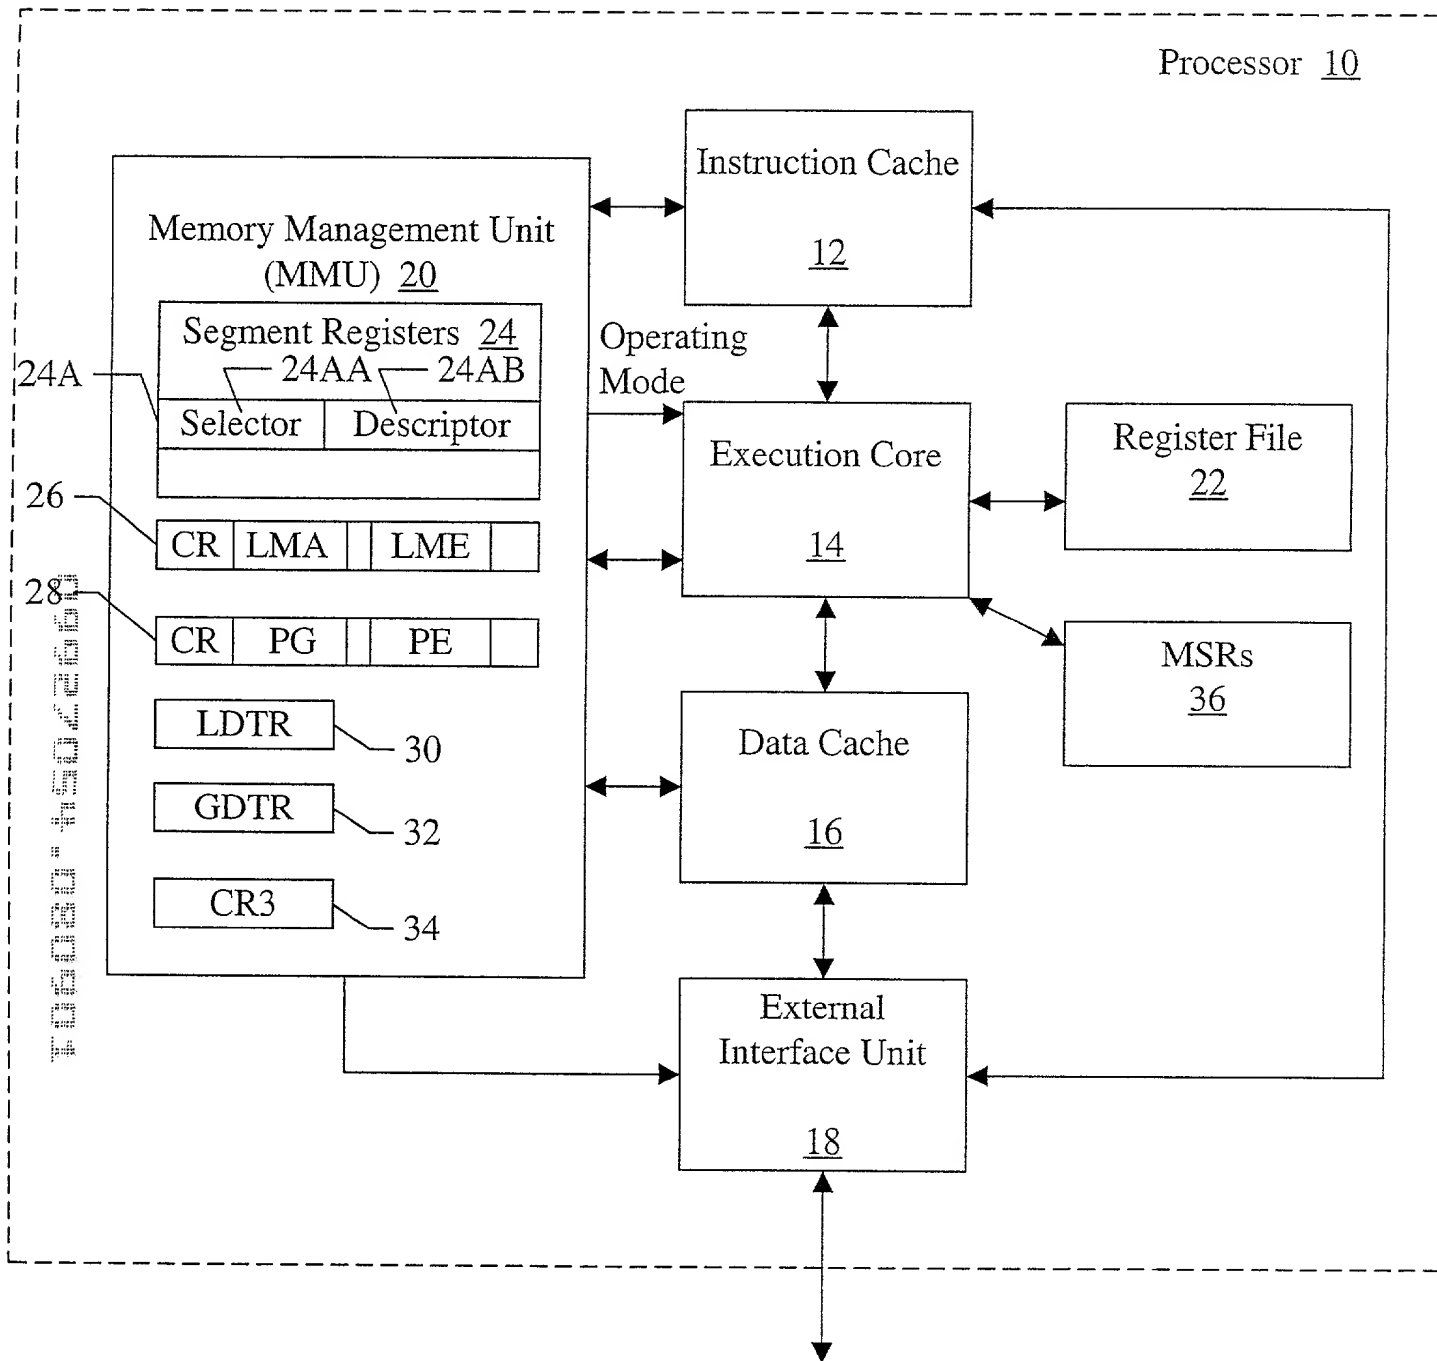 Processor 10
Instruction Cache
12
Memory Management Unit
(MMU) 20
Segment Registers 24
24AA
24AB
24A
Selector
Descriptor
Operating
Mode
Execution Core
14
Register File
22
26
CR
LMA
LME
28
CR
PG
PE
MSRs
36
LDTR
30
GDTR
32
CR3
34
Data Cache
16
External
Interface Unit
18
09927054.080901